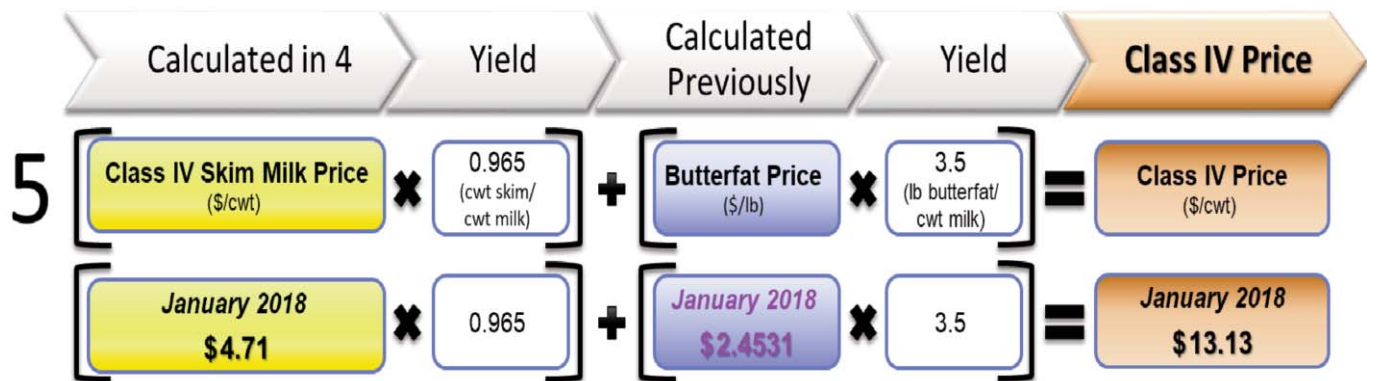 Calculated in 4
Yield
Calculated
Previously
Yield
Class IV Price
5
Class IV Skim Milk Price
($/cwt)
0.965
(cwt skim/
cwt milk)
+
Butterfat Price
($/lb)
3.5
(lb butterfat/
cwt milk)
=
Class IV Price
($/cwt)
January 2018
$4.71
0.965
+
January 2018
$2.4531
3.5
=
January 2018
$13.13